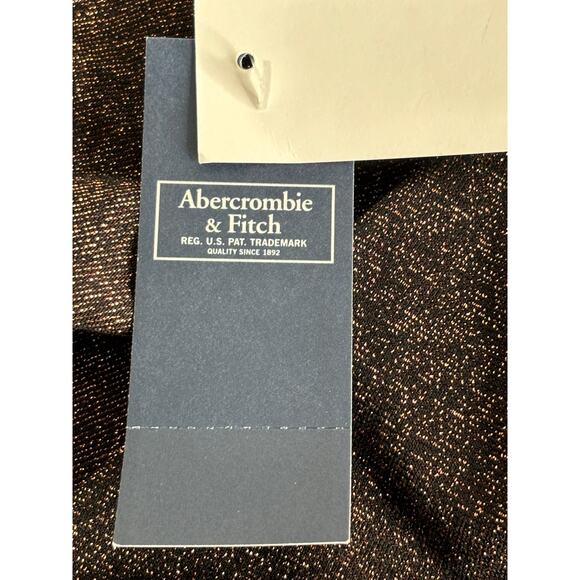 Abercrombie
& Fitch
REG. U.S. PAT. TRADEMARK
QUALITY SINCE 1892